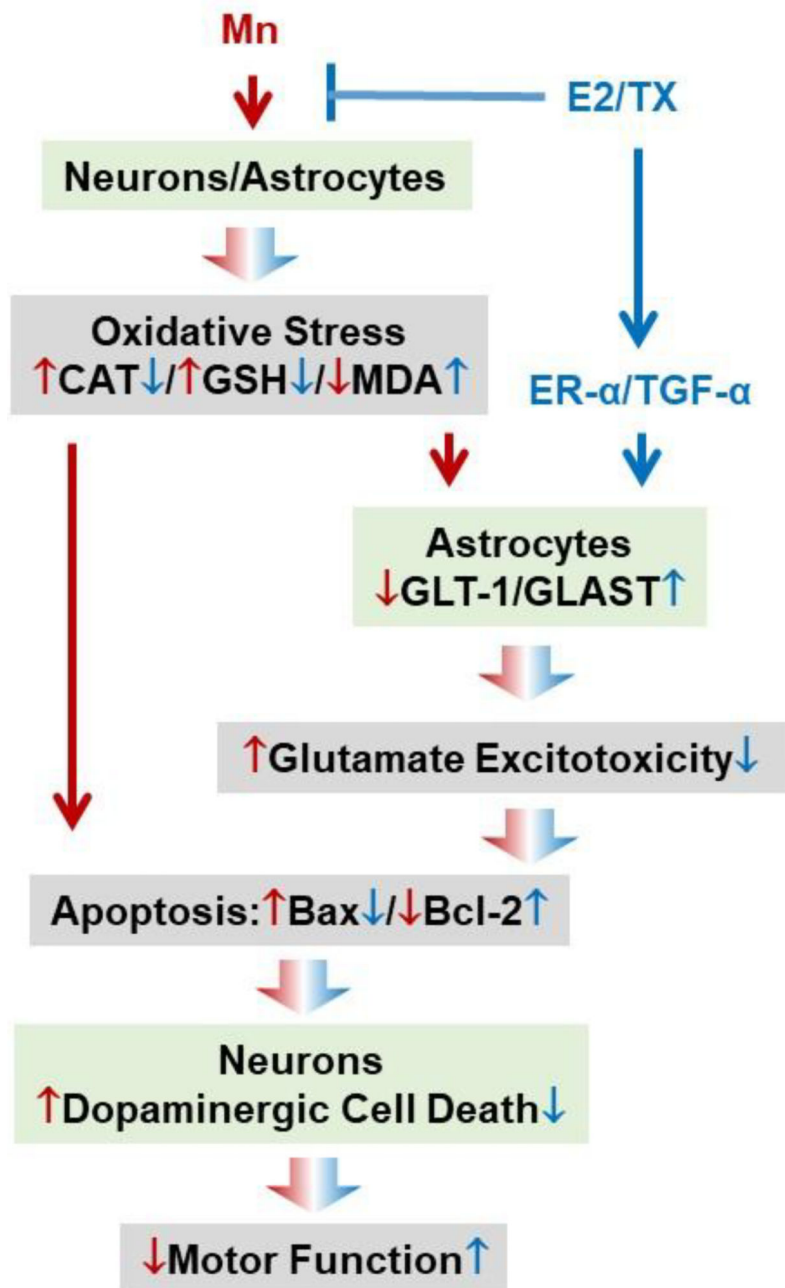 Mn
E2/TX
Neurons/Astrocytes
Oxidative Stress
↑CAT↓/↑GSH↓/↓MDA↑
ER-α/TGF-α
Astrocytes
↓GLT-1/GLAST↑
↑Glutamate Excitotoxicity↓
Apoptosis:↑Bax↓/↓Bcl-2↑
Neurons
↑Dopaminergic Cell Death↓
↓Motor Function↑